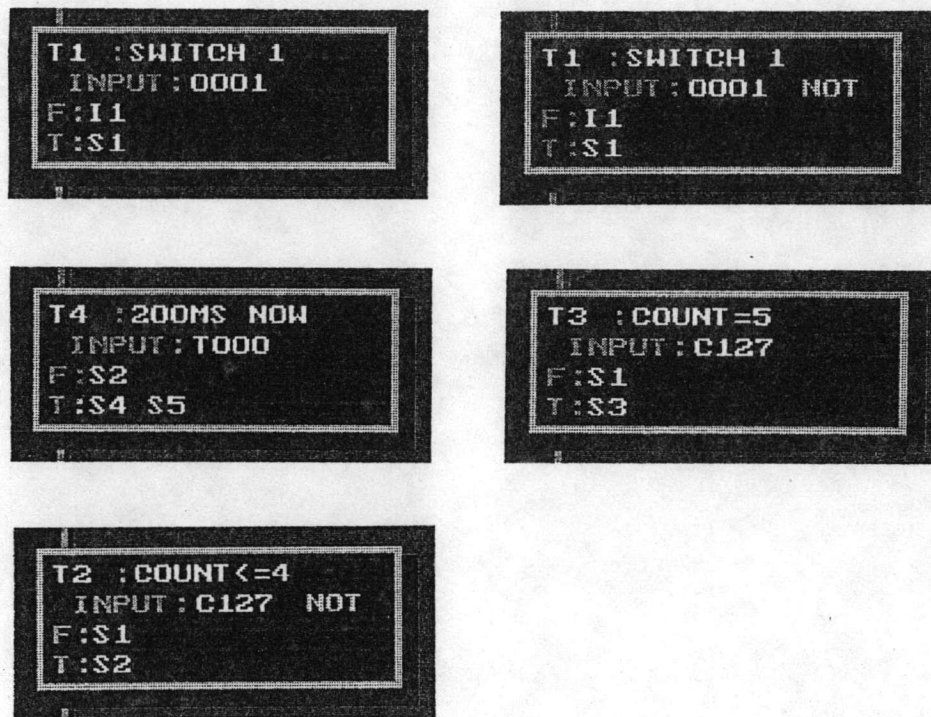 T1 :SWITCH 1
INPUT:0001
F:I1
T:S1
T1 :SWITCH 1
INPUT:0001 NOT
F:I1
T:S1
T4 :200MS NOW
INPUT:T000
F:S2
T:S4 S5
T3 :COUNT=5
INPUT:C127
F:S1
T:S3
T2 :COUNT<=4
INPUT:C127 NOT
F:S1
T:S2